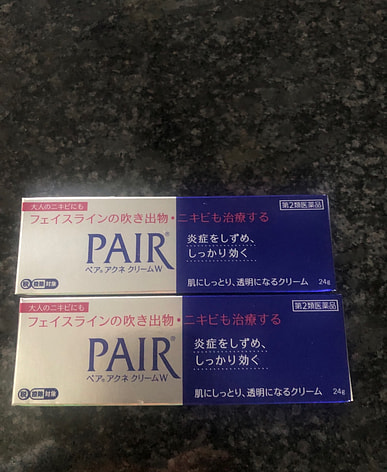 大人のニキビにも
第2類医薬品
フェイスラインの吹き出物・ニキビも治療する
PAIR®
炎症をしずめ、
しっかり効く
ペア® アクネ クリームW
肌にしっとり、透明になるクリーム 24g
大人のニキビにも
第2類医薬品
フェイスラインの吹き出物・ニキビも治療する
PAIR®
炎症をしずめ、
しっかり効く
ペア® アクネ クリームW
肌にしっとり、透明になるクリーム 24g